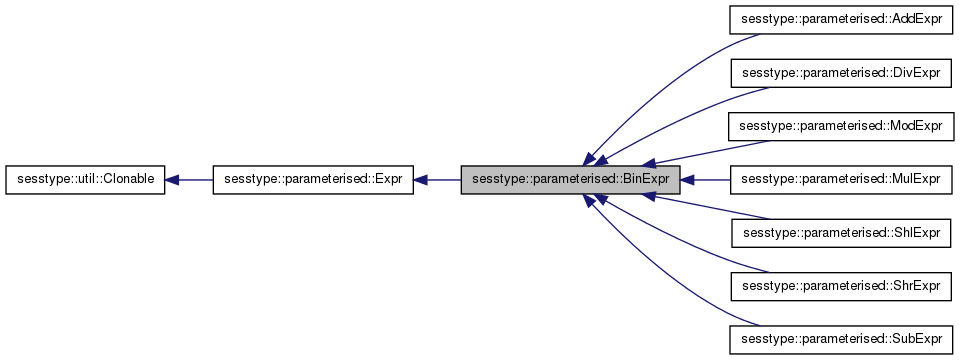 sesstype::util::Clonable
sesstype::parameterised::Expr
sesstype::parameterised::BinExpr
sesstype::parameterised::AddExpr
sesstype::parameterised::DivExpr
sesstype::parameterised::ModExpr
sesstype::parameterised::MulExpr
sesstype::parameterised::ShlExpr
sesstype::parameterised::ShrExpr
sesstype::parameterised::SubExpr